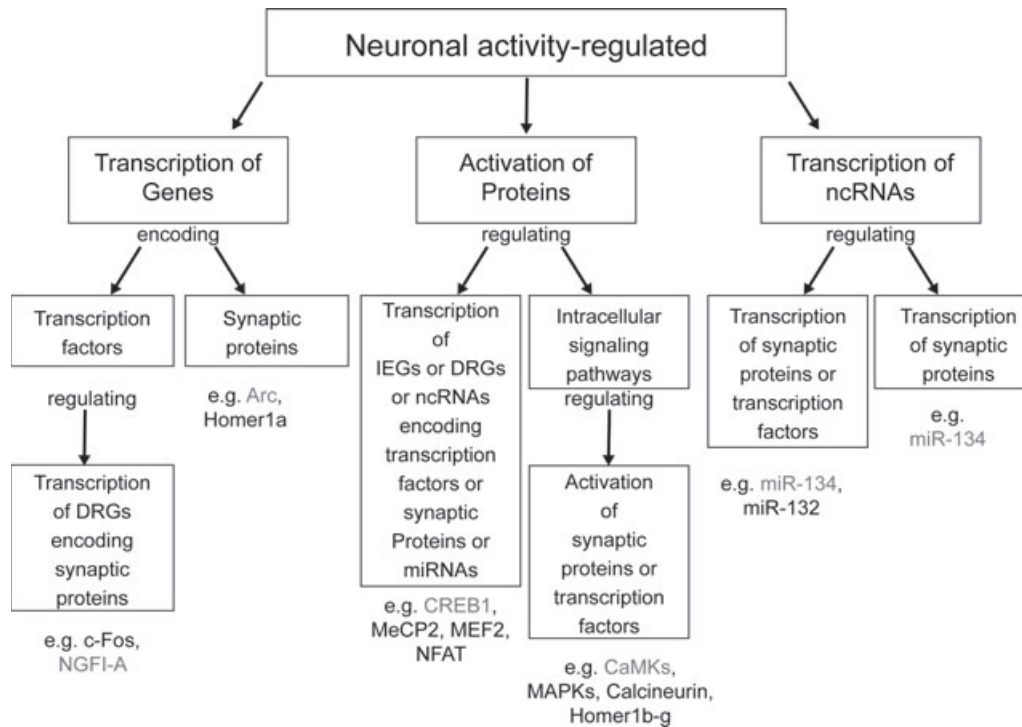 Neuronal activity-regulated
Transcription of
Genes
encoding
Transcription
factors
regulating
Transcription
of DRGs
encoding
synaptic
proteins
e.g. c-Fos,
NGFI-A
Synaptic
proteins
e.g. Arc,
Homer1a
Activation of
Proteins
regulating
Transcription
of
IEGs or DRGs
or ncRNAs
encoding
transcription
factors or
synaptic
Proteins or
miRNAs
e.g. CREB1,
MeCP2, MEF2,
NFAT
Intracellular
signaling
pathways
regulating
Activation
of
synaptic
proteins or
transcription
factors
e.g. CaMKs,
MAPKs, Calcineurin,
Homer1b-g
Transcription of
ncRNAs
regulating
Transcription
of synaptic
proteins or
transcription
factors
e.g. miR-134,
miR-132
Transcription
of synaptic
proteins
e.g.
miR-134